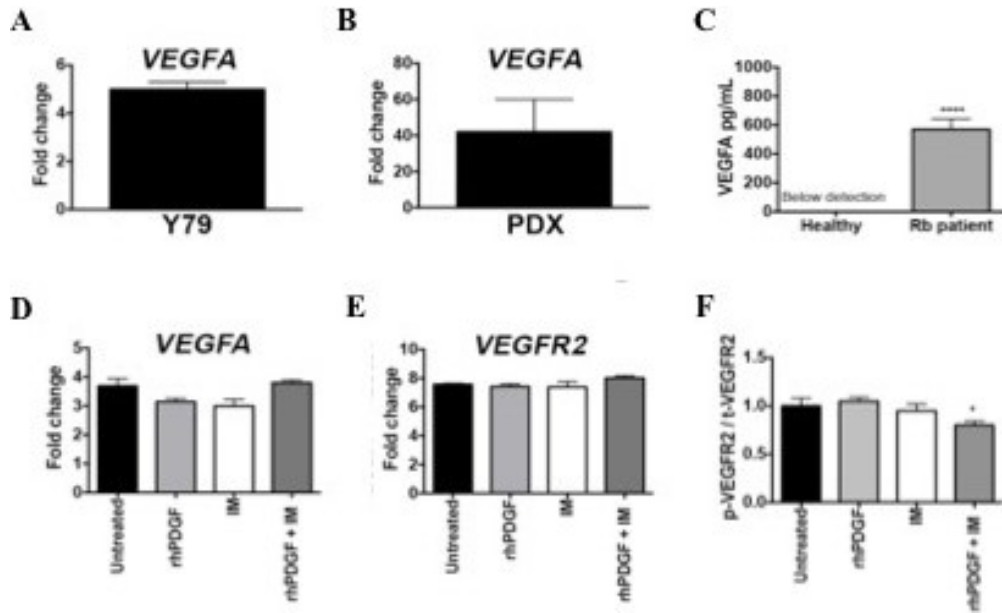 A
VEGFA
Fold change
6
4
2
0
Y79
B
VEGFA
Fold change
80
60
40
20
0
PDX
C
VEGFA pg/mL
1000
800
600
400
200
0
****
Below detection
Healthy
Rb patient
D
VEGFA
Fold change
5
4
3
2
1
0
Untreated
rhPDGF
IM
rhPDGF + IM
E
VEGFR2
Fold change
10
8
6
4
2
0
Untreated
rhPDGF
IM
rhPDGF + IM
F
p-VEGFR2 / t-VEGFR2
1.5
1.0
0.5
0.0
*
Untreated
rhPDGF
IM
rhPDGF + IM